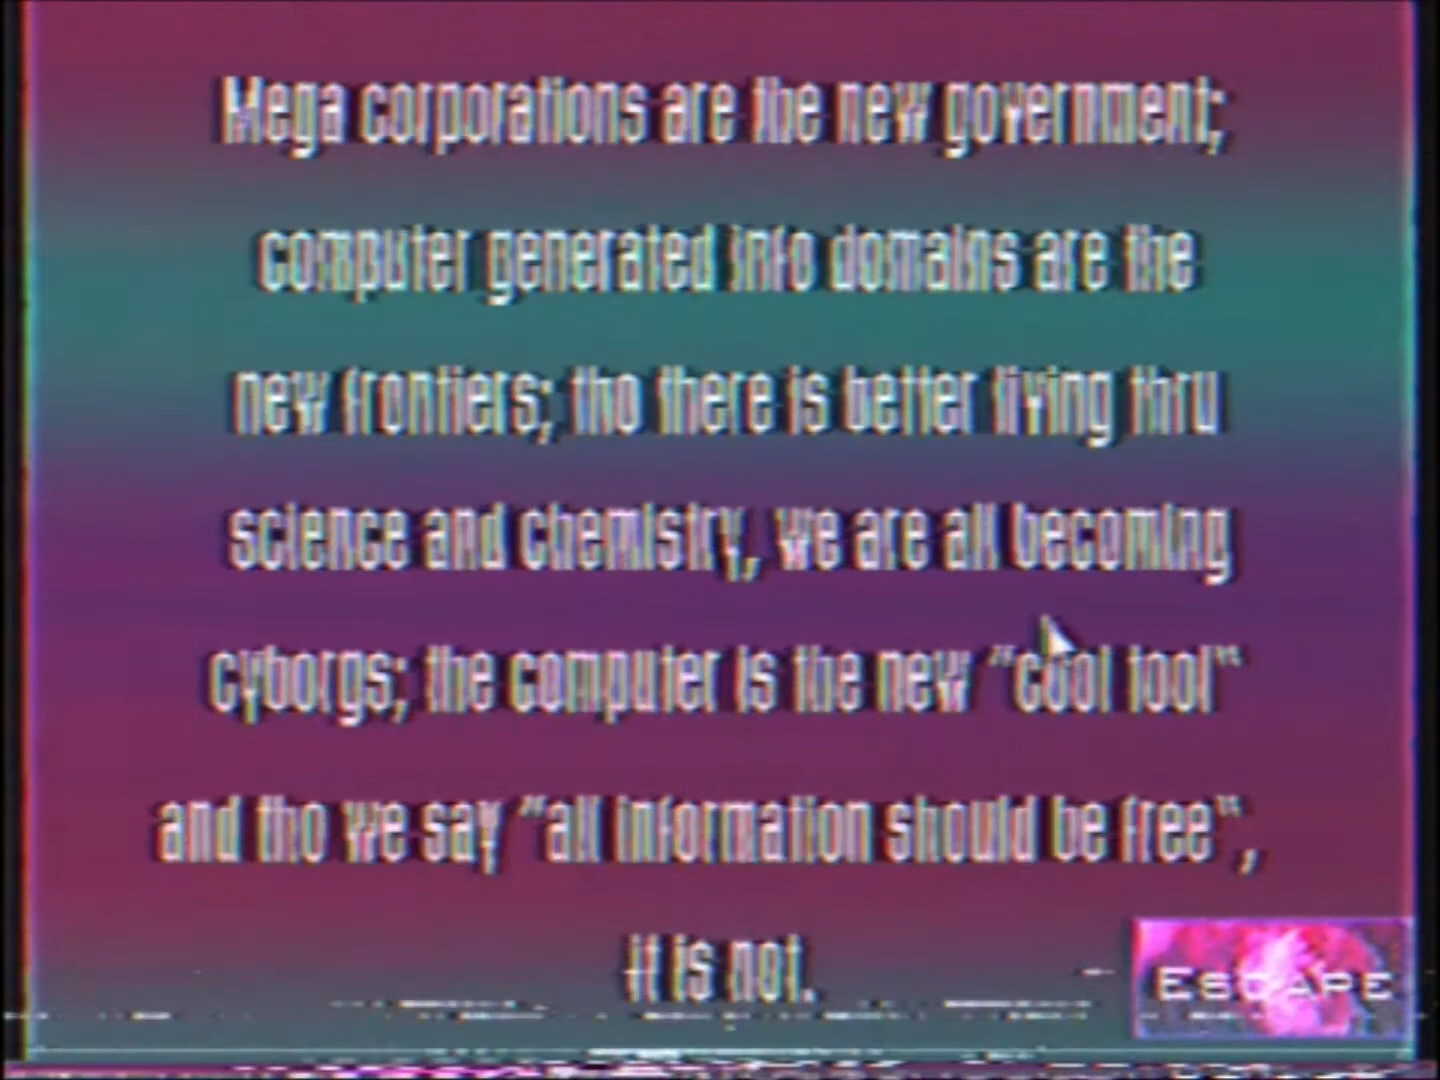 Mega corporations are the new government;
computer generated info domains are the
new frontiers; tho there is better living thru
science and chemistry, we are all becoming
cyborgs; the computer is the new "cool tool"
and tho we say "all information should be free",
it is not.
ESCAPE